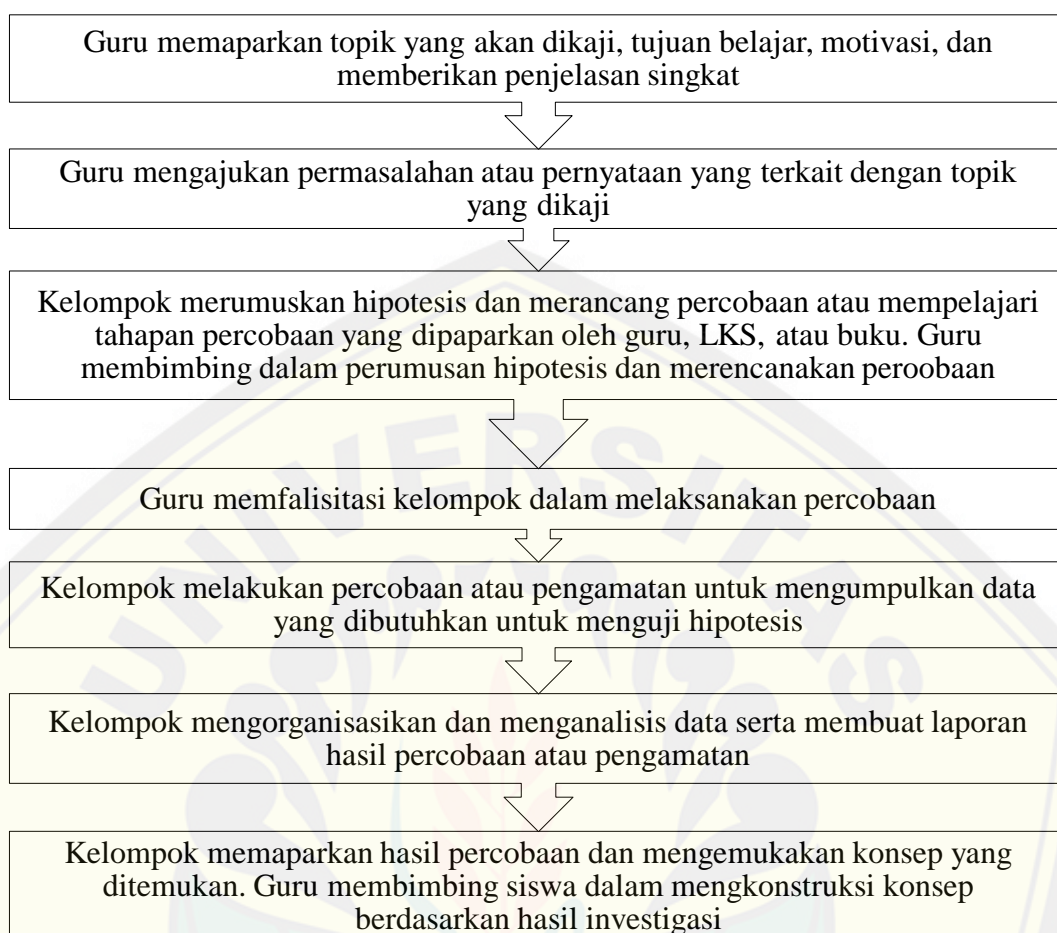 Guru memaparkan topik yang akan dikaji, tujuan belajar, motivasi, dan
memberikan penjelasan singkat
Guru mengajukan permasalahan atau pernyataan yang terkait dengan topik
yang dikaji
Kelompok merumuskan hipotesis dan merancang percobaan atau mempelajari
tahapan percobaan yang dipaparkan oleh guru, LKS, atau buku. Guru
membimbing dalam perumusan hipotesis dan merencanakan peroobaan
Guru memfalisitasi kelompok dalam melaksanakan percobaan
Kelompok melakukan percobaan atau pengamatan untuk mengumpulkan data
yang dibutuhkan untuk menguji hipotesis
Kelompok mengorganisasikan dan menganalisis data serta membuat laporan
hasil percobaan atau pengamatan
Kelompok memaparkan hasil percobaan dan mengemukakan konsep yang
ditemukan. Guru membimbing siswa dalam mengkonstruksi konsep
berdasarkan hasil investigasi
UNIVERSITAS